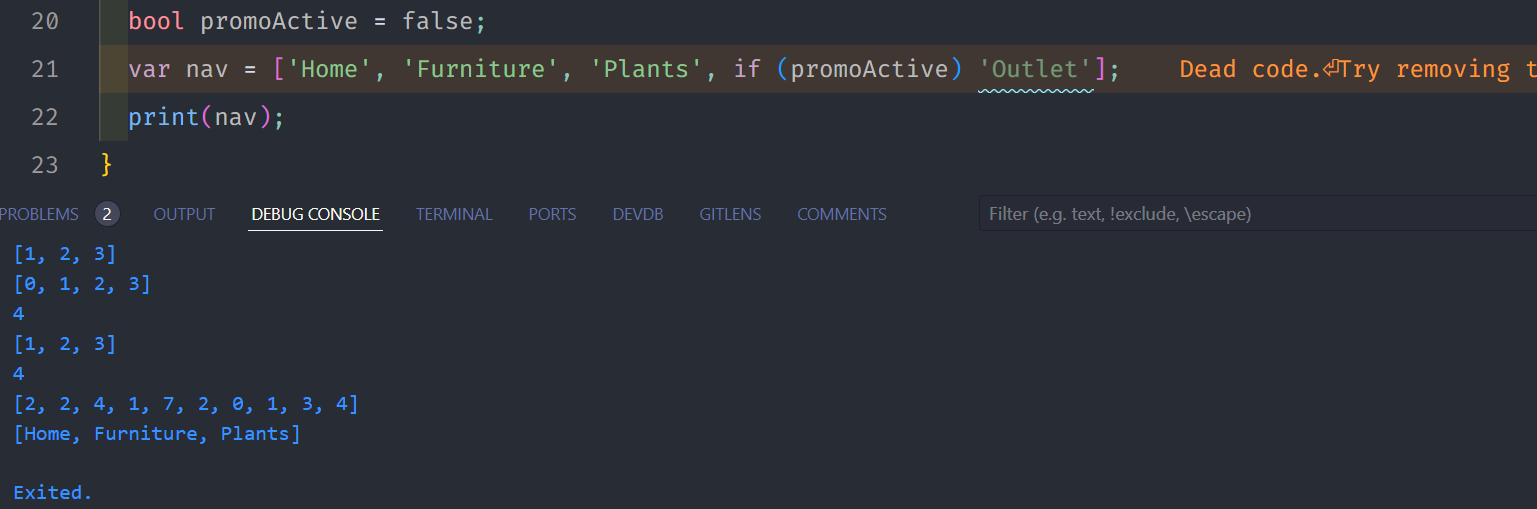 20 bool promoActive = false;
21 var nav = ['Home', 'Furniture', 'Plants', if (promoActive) 'Outlet']; Dead code.⏎Try removing t
22 print(nav);
23 }
PROBLEMS 2 OUTPUT DEBUG CONSOLE TERMINAL PORTS DEVDB GITLENS COMMENTS Filter (e.g. text, !exclude, \escape)
[1, 2, 3]
[0, 1, 2, 3]
4
[1, 2, 3]
4
[2, 2, 4, 1, 7, 2, 0, 1, 3, 4]
[Home, Furniture, Plants]
Exited.